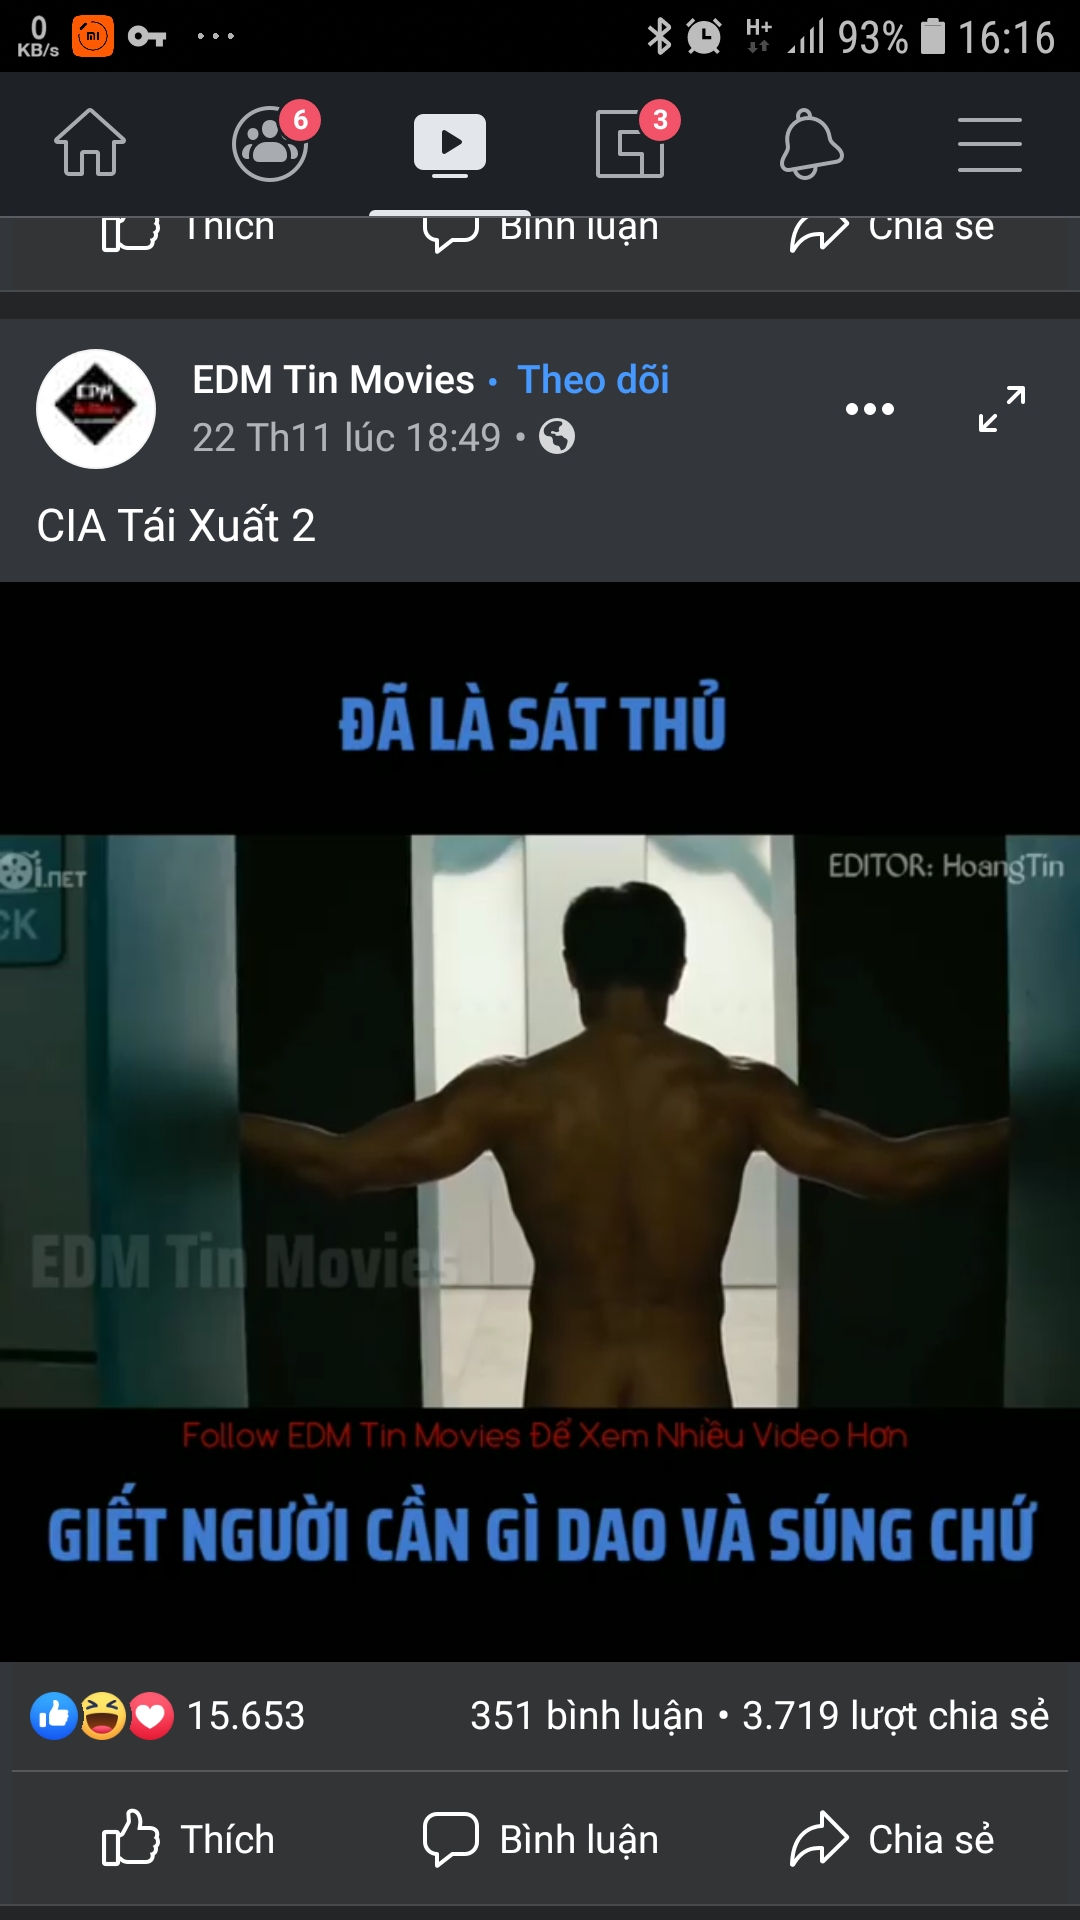 0
KB/s
mi
H+
93%
16:16
6
3
Thích
Bình luận
Chia sẻ
EDM Tin Movies • Theo dõi
22 Th11 lúc 18:49 •
CIA Tái Xuất 2
ĐÃ LÀ SÁT THỦ
i.NET
CK
EDITOR: HoangTin
EDM Tin Movies
Follow EDM Tin Movies Để Xem Nhiều Video Hơn
GIẾT NGƯỜI CẦN GÌ DAO VÀ SÚNG CHỨ
15.653
351 bình luận • 3.719 lượt chia sẻ
Thích
Bình luận
Chia sẻ